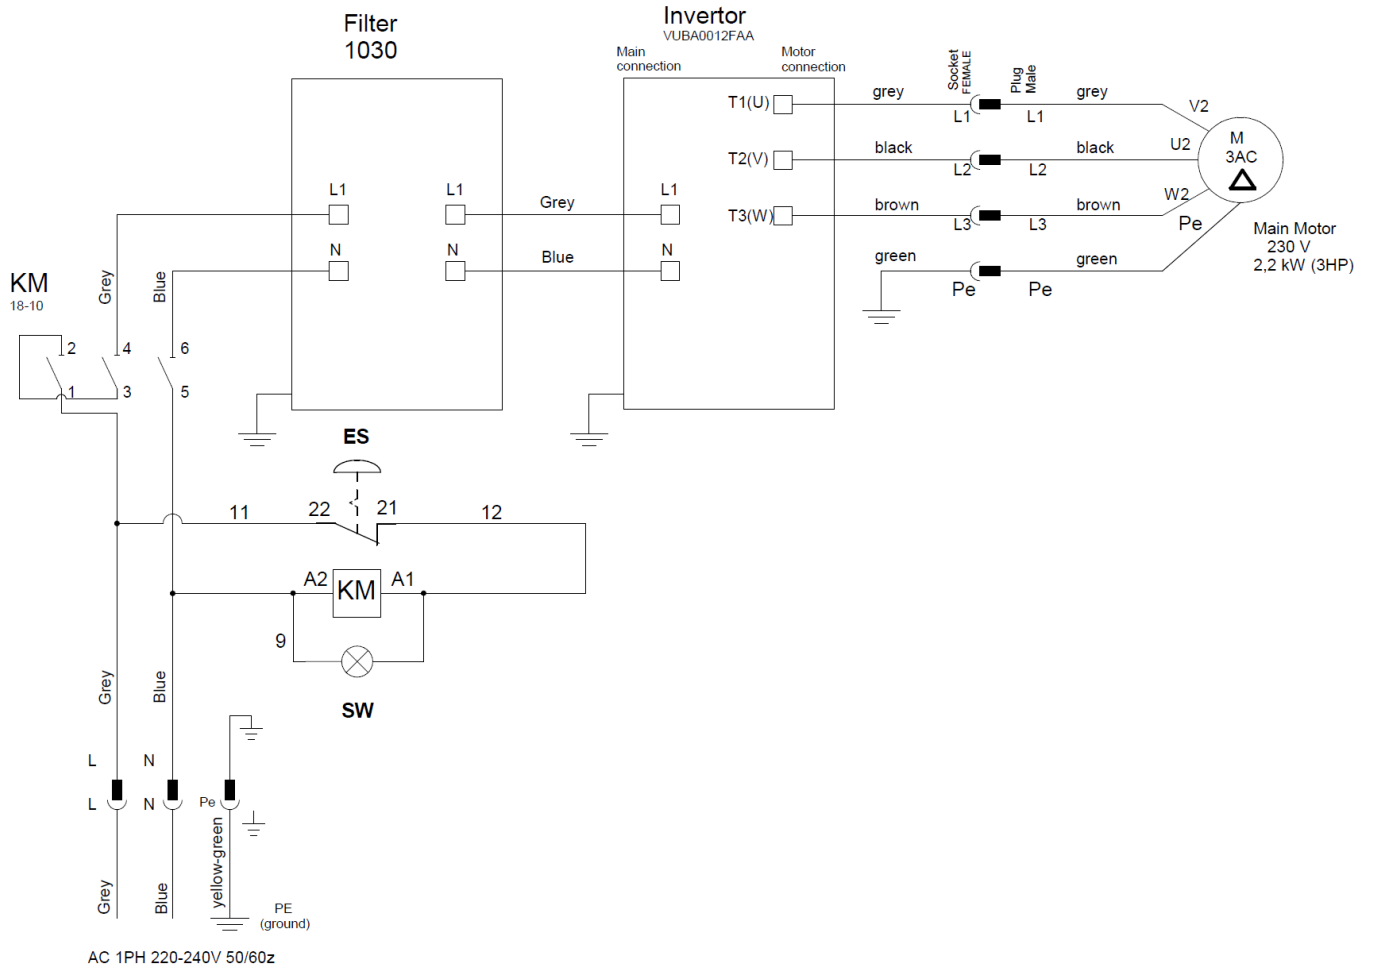 Filter
1030
Invertor
VUBA0012FAA
Main
connection
Motor
connection
Socket
FEMALE
Plug
Male
T1(U)
grey
L1
L1
grey
V2
T2(V)
black
L2
L2
black
U2
M
3AC
T3(W)
brown
L3
L3
brown
W2
Pe
green
Pe
Pe
green
Main Motor
230 V
2,2 kW (3HP)
L1
L1
Grey
L1
N
N
Blue
N
KM
18-10
Grey
Blue
2
4
6
1
3
5
ES
11
22
21
12
A2
KM
A1
9
SW
Grey
Blue
L
N
L
N
Pe
Grey
Blue
yellow-green
PE
(ground)
AC 1PH 220-240V 50/60z